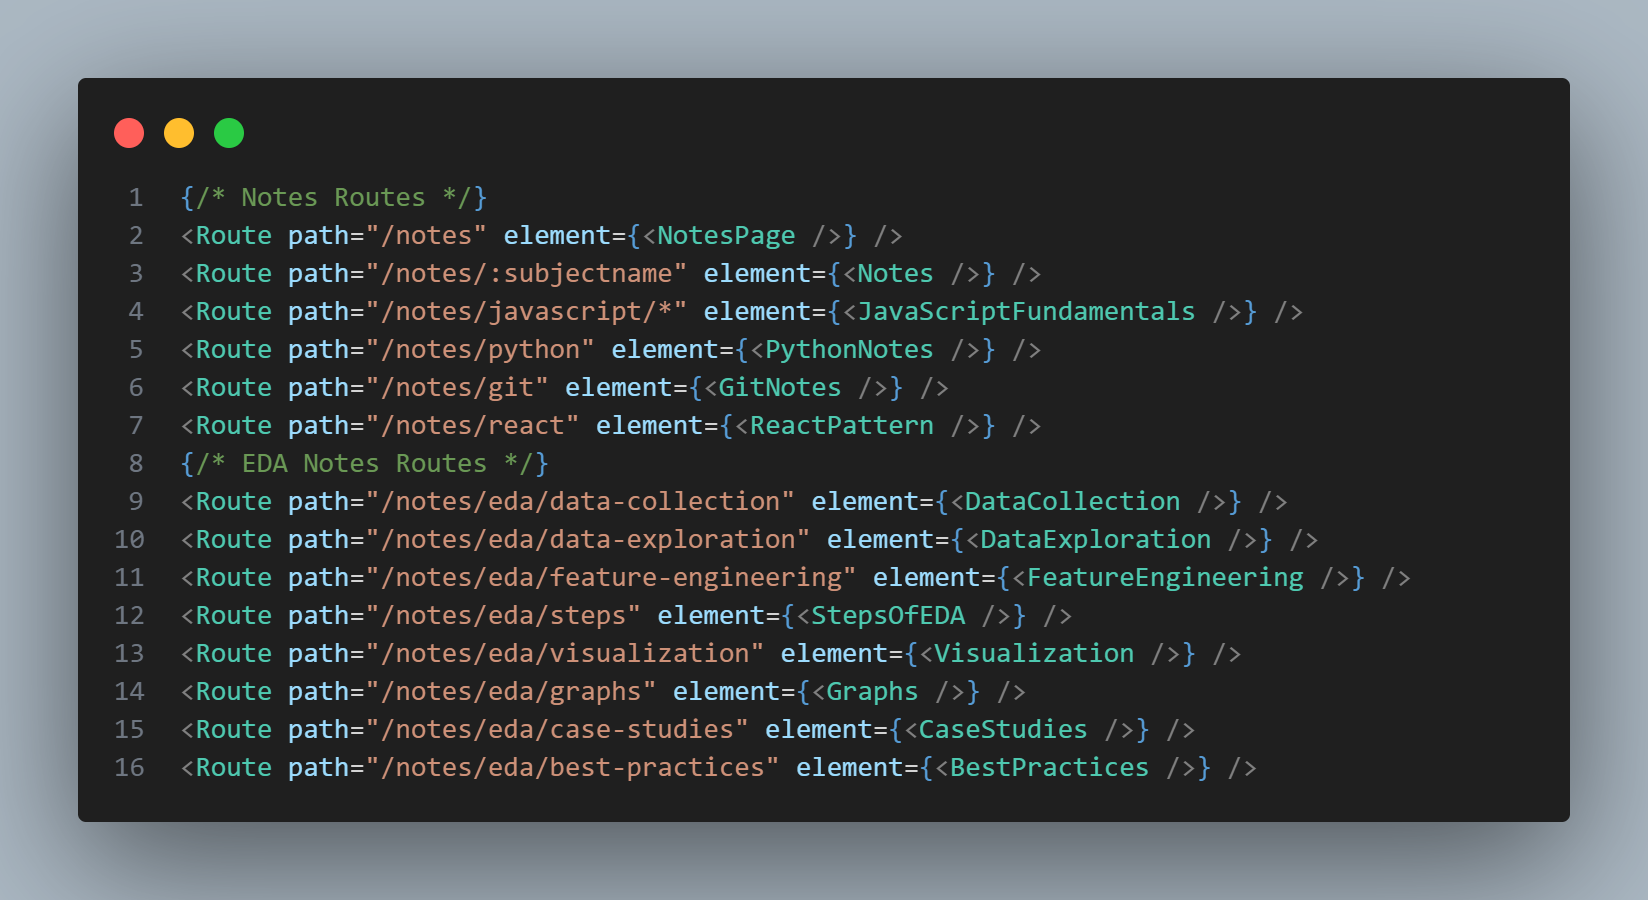 1 {/* Notes Routes */}
2 <Route path="/notes" element={<NotesPage />} />
3 <Route path="/notes/:subjectname" element={<Notes />} />
4 <Route path="/notes/javascript/*" element={<JavaScriptFundamentals />} />
5 <Route path="/notes/python" element={<PythonNotes />} />
6 <Route path="/notes/git" element={<GitNotes />} />
7 <Route path="/notes/react" element={<ReactPattern />} />
8 {/* EDA Notes Routes */}
9 <Route path="/notes/eda/data-collection" element={<DataCollection />} />
10 <Route path="/notes/eda/data-exploration" element={<DataExploration />} />
11 <Route path="/notes/eda/feature-engineering" element={<FeatureEngineering />} />
12 <Route path="/notes/eda/steps" element={<StepsOfEDA />} />
13 <Route path="/notes/eda/visualization" element={<Visualization />} />
14 <Route path="/notes/eda/graphs" element={<Graphs />} />
15 <Route path="/notes/eda/case-studies" element={<CaseStudies />} />
16 <Route path="/notes/eda/best-practices" element={<BestPractices />} />